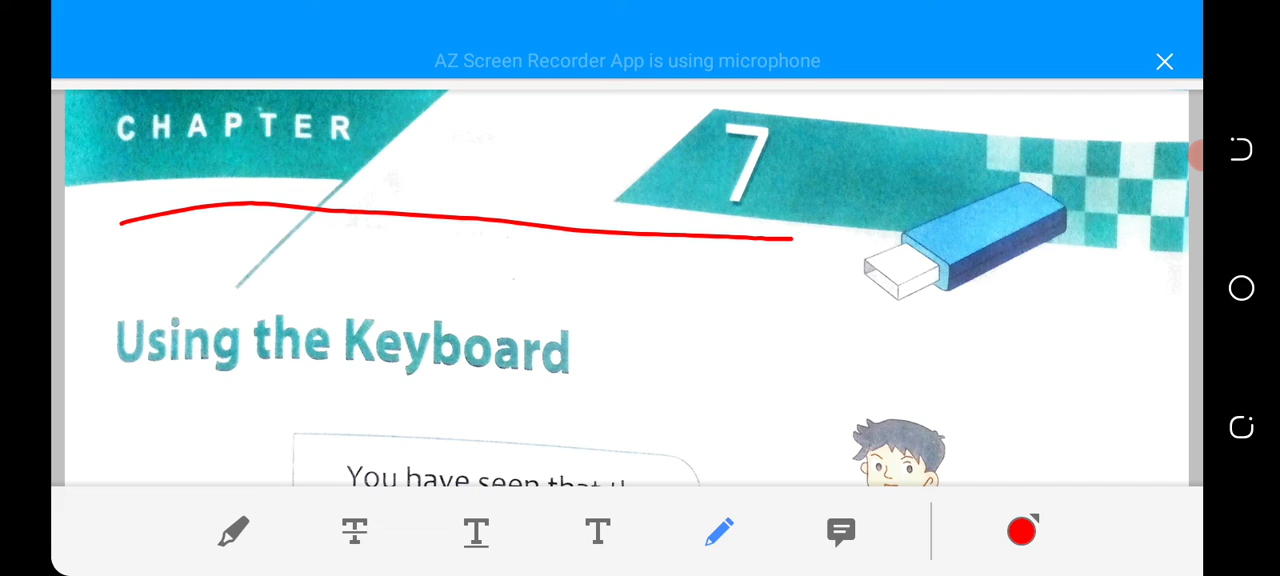 AZ Screen Recorder App is using microphone
CHAPTER
7
Using the Keyboard
You have seen that